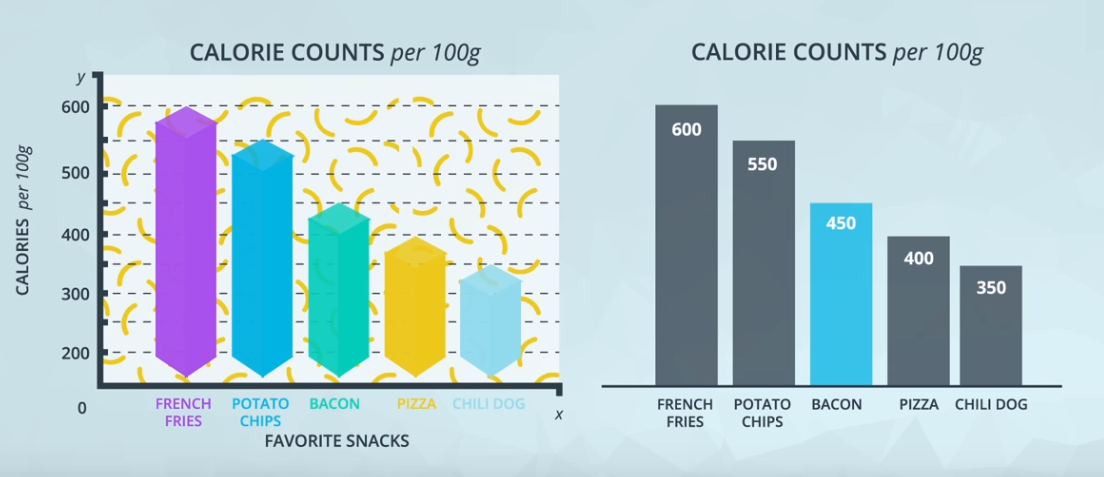 CALORIE COUNTS per 100g
y
600
500
400
300
200
0
CALORIES per 100g
FRENCH
FRIES
POTATO
CHIPS
BACON
PIZZA
CHILI DOG
x
FAVORITE SNACKS
CALORIE COUNTS per 100g
600
550
450
400
350
FRENCH
FRIES
POTATO
CHIPS
BACON
PIZZA
CHILI DOG